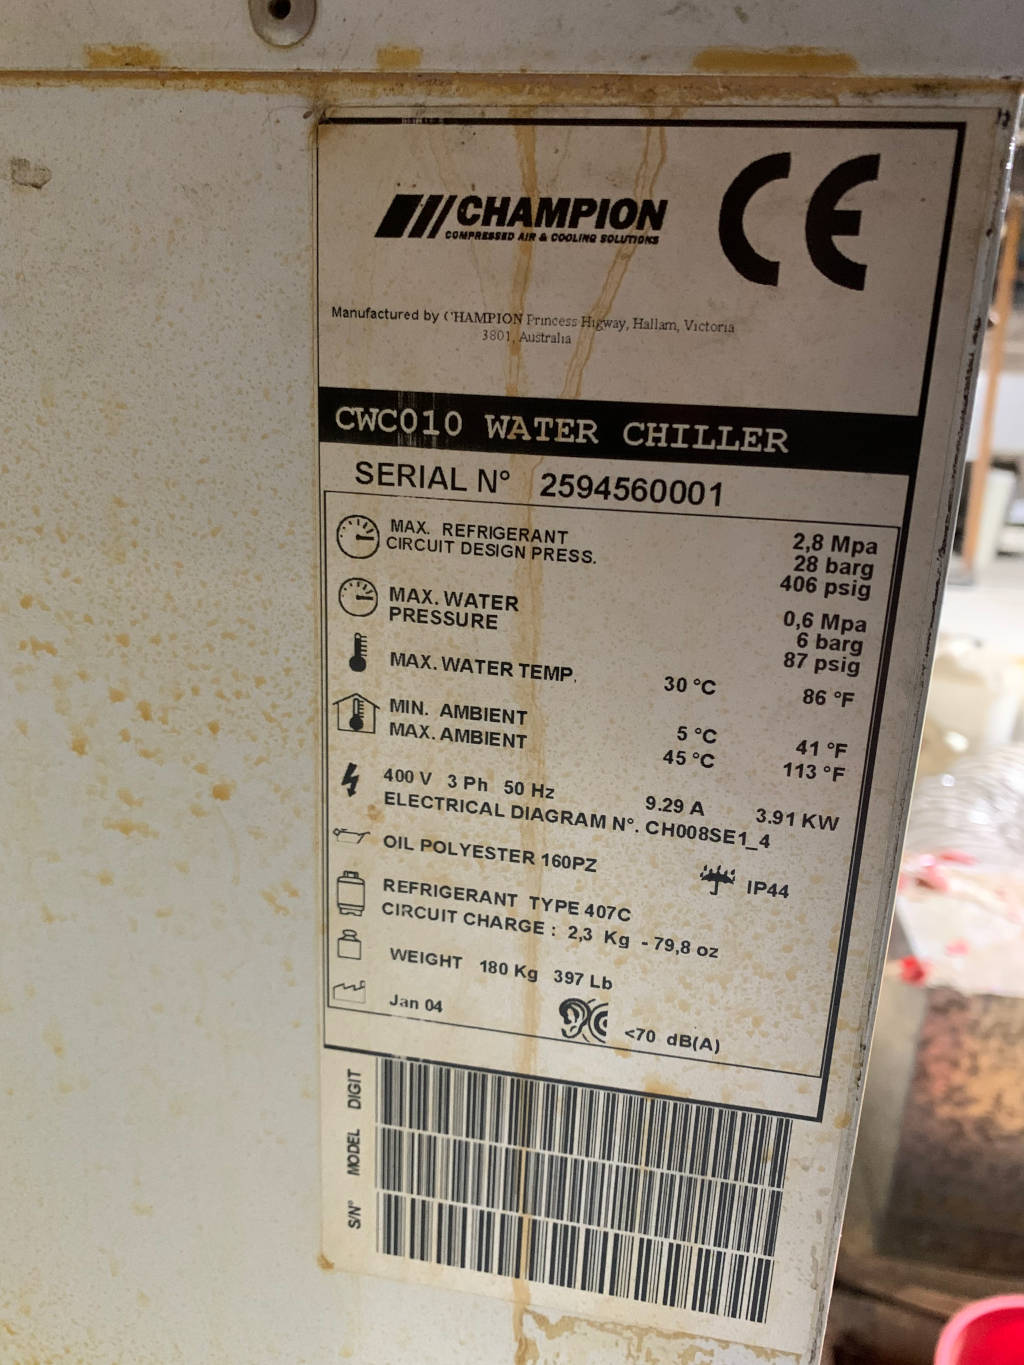 CHAMPION
COMPRESSED AIR & COOLING SOLUTIONS
CE
Manufactured by CHAMPION Princess Higway, Hallam, Victoria
3801, Australia
CWC010 WATER CHILLER
SERIAL N° 2594560001
MAX. REFRIGERANT 2,8 Mpa
CIRCUIT DESIGN PRESS. 28 barg
406 psig
MAX. WATER 0,6 Mpa
PRESSURE 6 barg
87 psig
MAX. WATER TEMP. 30 °C 86 °F
MIN. AMBIENT 5 °C 41 °F
MAX. AMBIENT 45 °C 113 °F
400 V 3 Ph 50 Hz 9.29 A 3.91 KW
ELECTRICAL DIAGRAM N°. CH008SE1_4
OIL POLYESTER 160PZ IP44
REFRIGERANT TYPE 407C
CIRCUIT CHARGE : 2,3 Kg - 79,8 oz
WEIGHT 180 Kg 397 Lb
Jan 04 <70 dB(A)
DIGIT
MODEL
S/N°